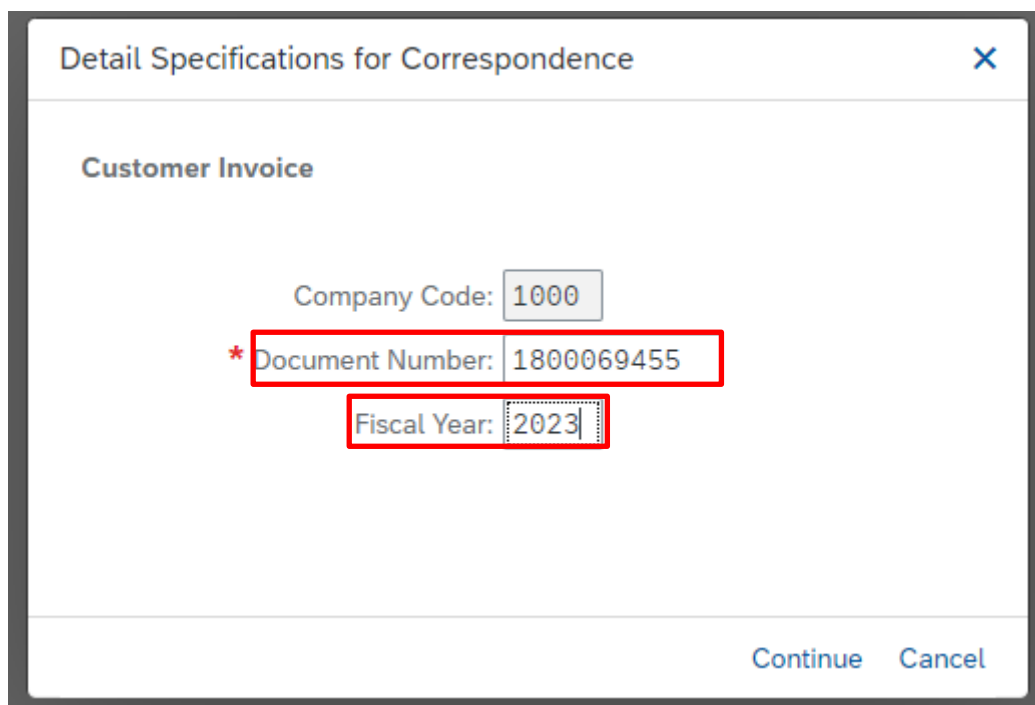 Detail Specifications for Correspondence
Customer Invoice
Company Code: 1000
* Document Number: 1800069455
Fiscal Year: 2023
Continue Cancel